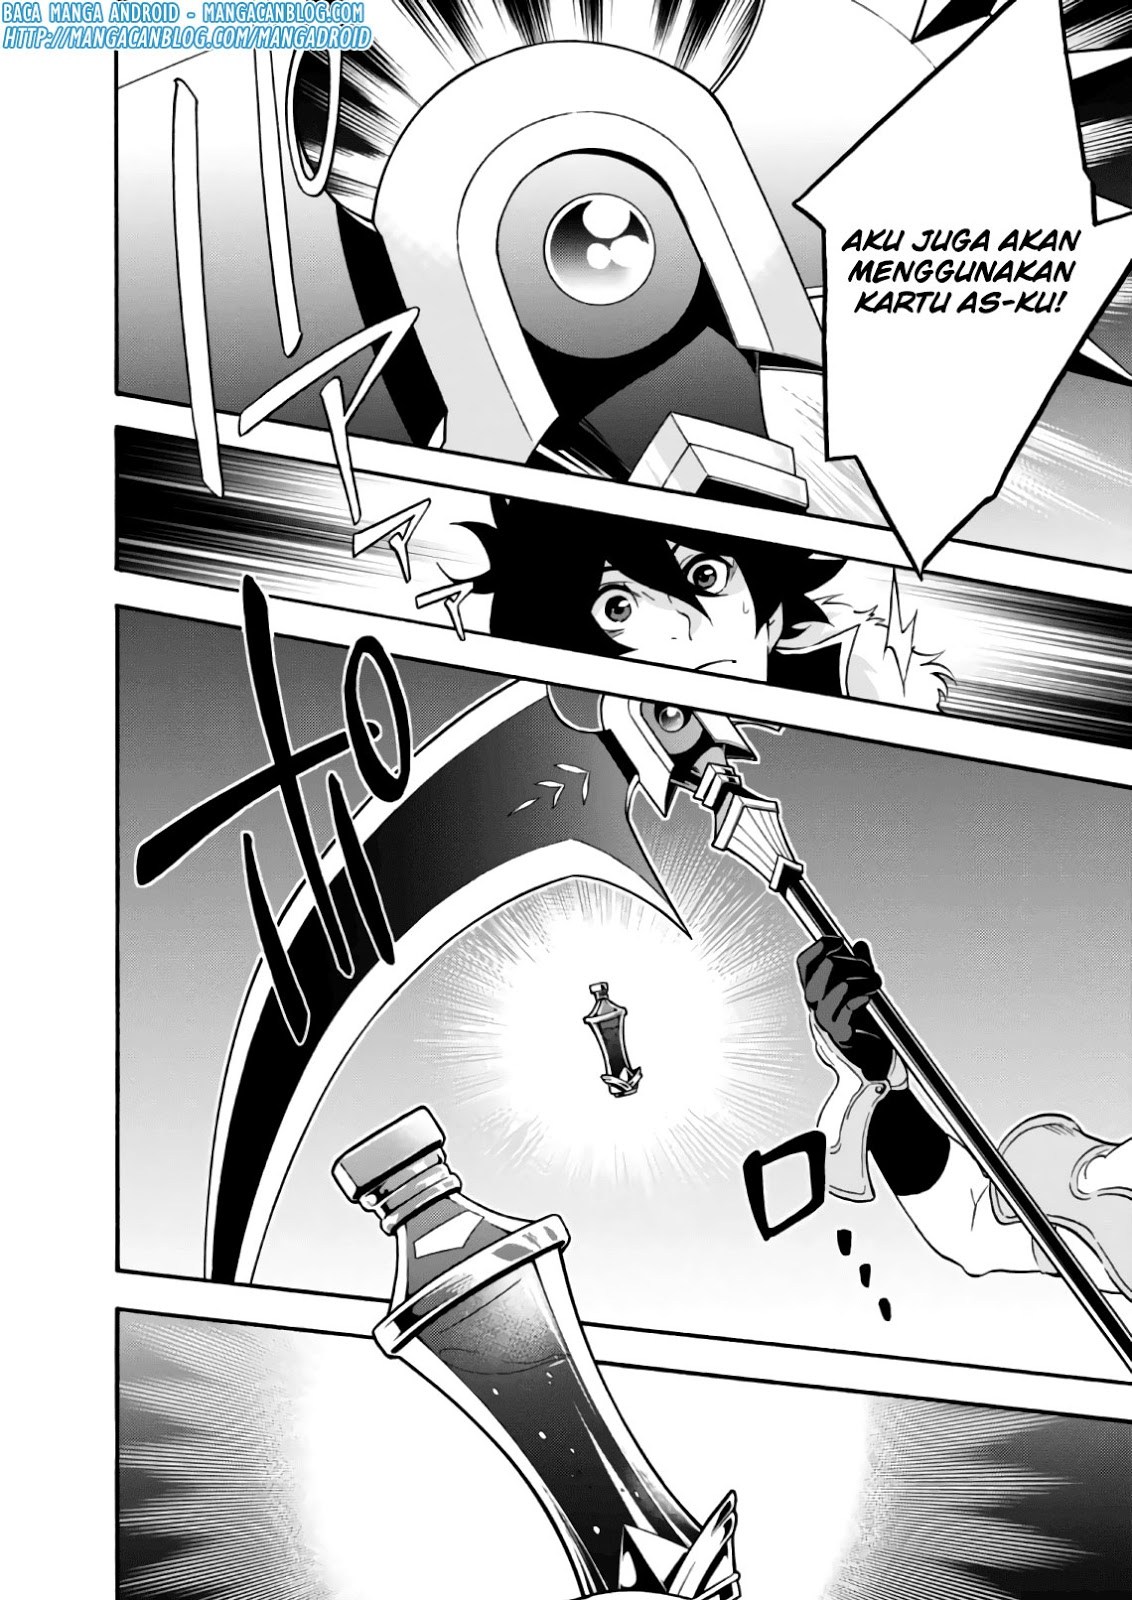 BACA MANGA ANDROID - MANGACANBLOG.COM
HTTP://MANGACANBLOG.COM/MANGADROID
AKU JUGA AKAN
MENGGUNAKAN
KARTU AS-KU!